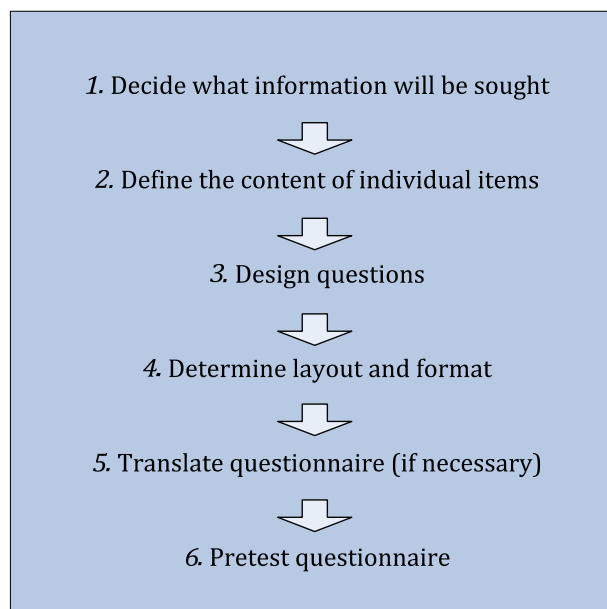 1. Decide what information will be sought
2. Define the content of individual items
3. Design questions
4. Determine layout and format
5. Translate questionnaire (if necessary)
6. Pretest questionnaire